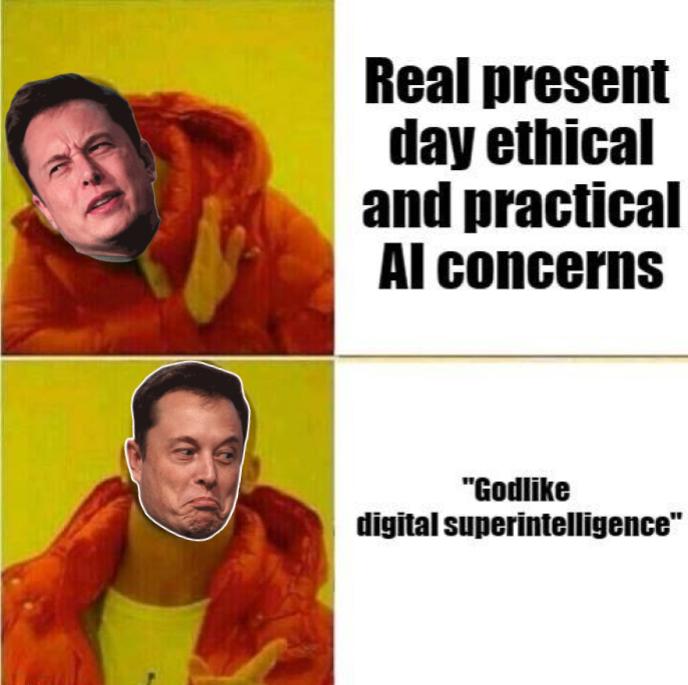 Real present
day ethical
and practical
AI concerns
"Godlike
digital superintelligence"